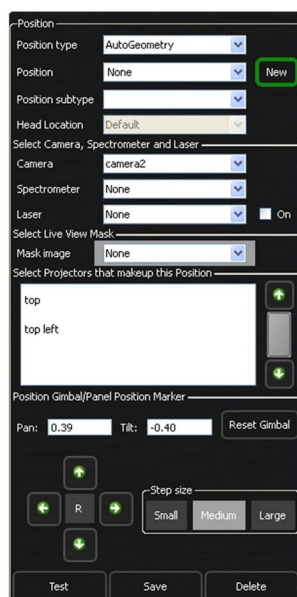 Position
Position type AutoGeometry
Position None New
Position subtype
Head Location Default
Select Camera, Spectrometer and Laser
Camera camera2
Spectrometer None
Laser None On
Select Live View Mask
Mask image None
Select Projectors that makeup this Position
top
top left
Position Gimbal/Panel Position Marker
Pan: 0.39 Tilt: -0.40 Reset Gimbal
Step size
R Small Medium Large
Test Save Delete